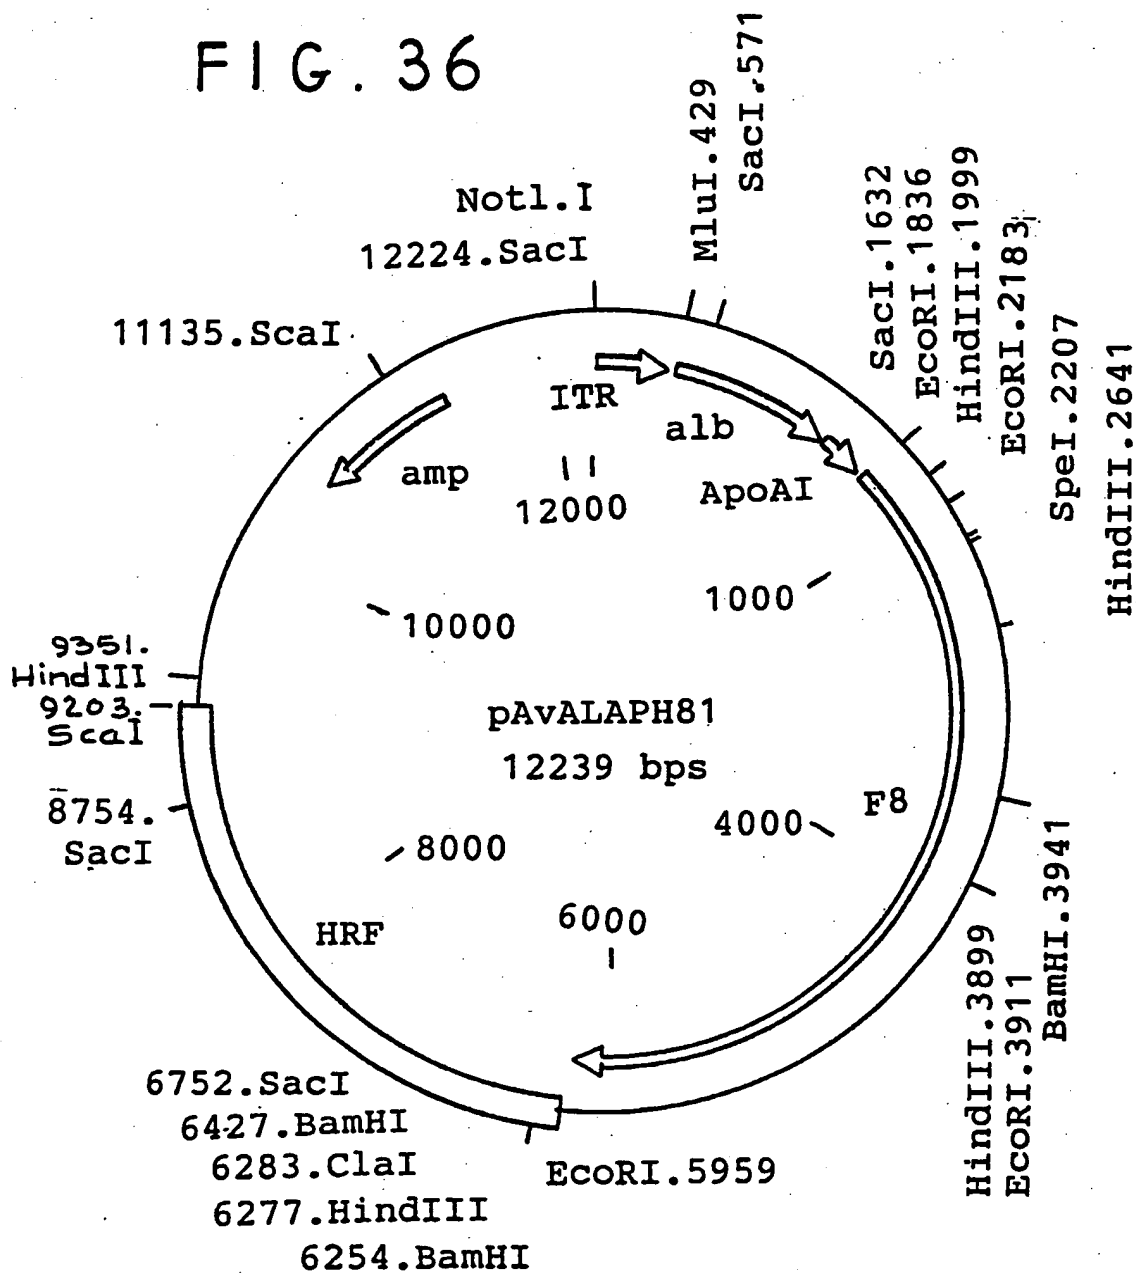 FIG. 36
NotI.I
12224.SacI
MluI.429
SacI.571
SacI.1632
EcoRI.1836
HindIII.1999
EcoRI.2183
SpeI.2207
HindIII.2641
11135.ScaI
ITR
alb
amp
ApoAI
12000
1000
10000
9351.
HindIII
9203.
ScaI
pAvALAPH81
12239 bps
8754.
SacI
F8
4000
8000
6000
HRF
BamHI.3941
HindIII.3899
EcoRI.3911
6752.SacI
6427.BamHI
6283.ClaI
6277.HindIII
6254.BamHI
EcoRI.5959